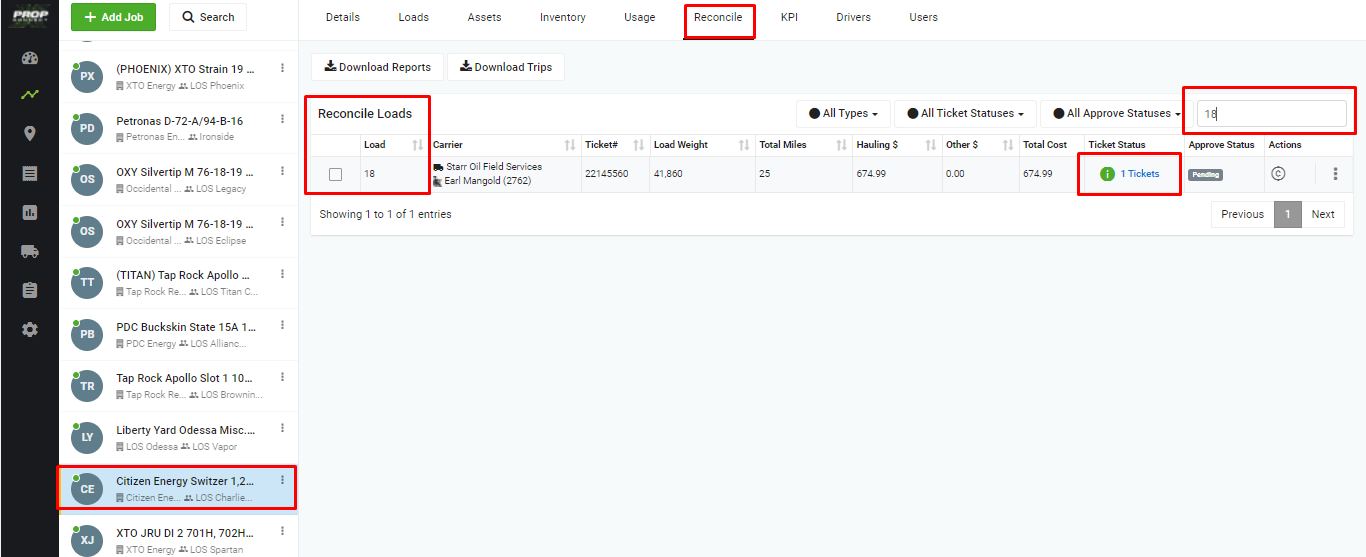 PROP
CONNECT
+ Add Job
Search
Details
Loads
Assets
Inventory
Usage
Reconcile
KPI
Drivers
Users
PX
(PHOENIX) XTO Strain 19 ...
XTO Energy LOS Phoenix
PD
Petronas D-72-A/94-B-16
Petronas En... Ironside
OS
OXY Silvertip M 76-18-19 ...
Occidental ... LOS Legacy
OS
OXY Silvertip M 76-18-19 ...
Occidental ... LOS Eclipse
TT
(TITAN) Tap Rock Apollo ...
Tap Rock Re... LOS Titan C...
PB
PDC Buckskin State 15A 1...
PDC Energy LOS Allianc...
TR
Tap Rock Apollo Slot 1 10...
Tap Rock Re... LOS Brownin...
LY
Liberty Yard Odessa Misc....
LOS Odessa LOS Vapor
CE
Citizen Energy Switzer 1,2...
Citizen Ene... LOS Charlie...
XJ
XTO JRU DI 2 701H, 702H...
XTO Energy LOS Spartan
Download Reports
Download Trips
Reconcile Loads
All Types
All Ticket Statuses
All Approve Statuses
18
Load Carrier Ticket# Load Weight Total Miles Hauling $ Other $ Total Cost Ticket Status Approve Status Actions
18 Starr Oil Field Services 22145560 41,860 25 674.99 0.00 674.99 1 Tickets Pending
Earl Mangold (2762)
Showing 1 to 1 of 1 entries
Previous 1 Next